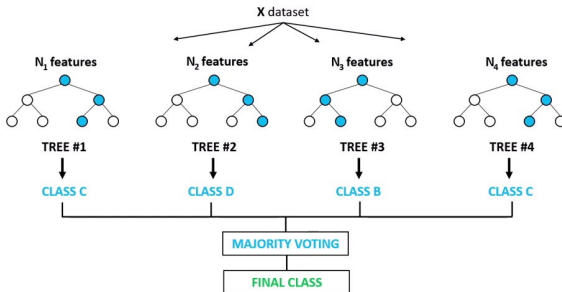 X dataset
N₁ features N₂ features N₃ features N₄ features
TREE #1 TREE #2 TREE #3 TREE #4
CLASS C CLASS D CLASS B CLASS C
MAJORITY VOTING
FINAL CLASS